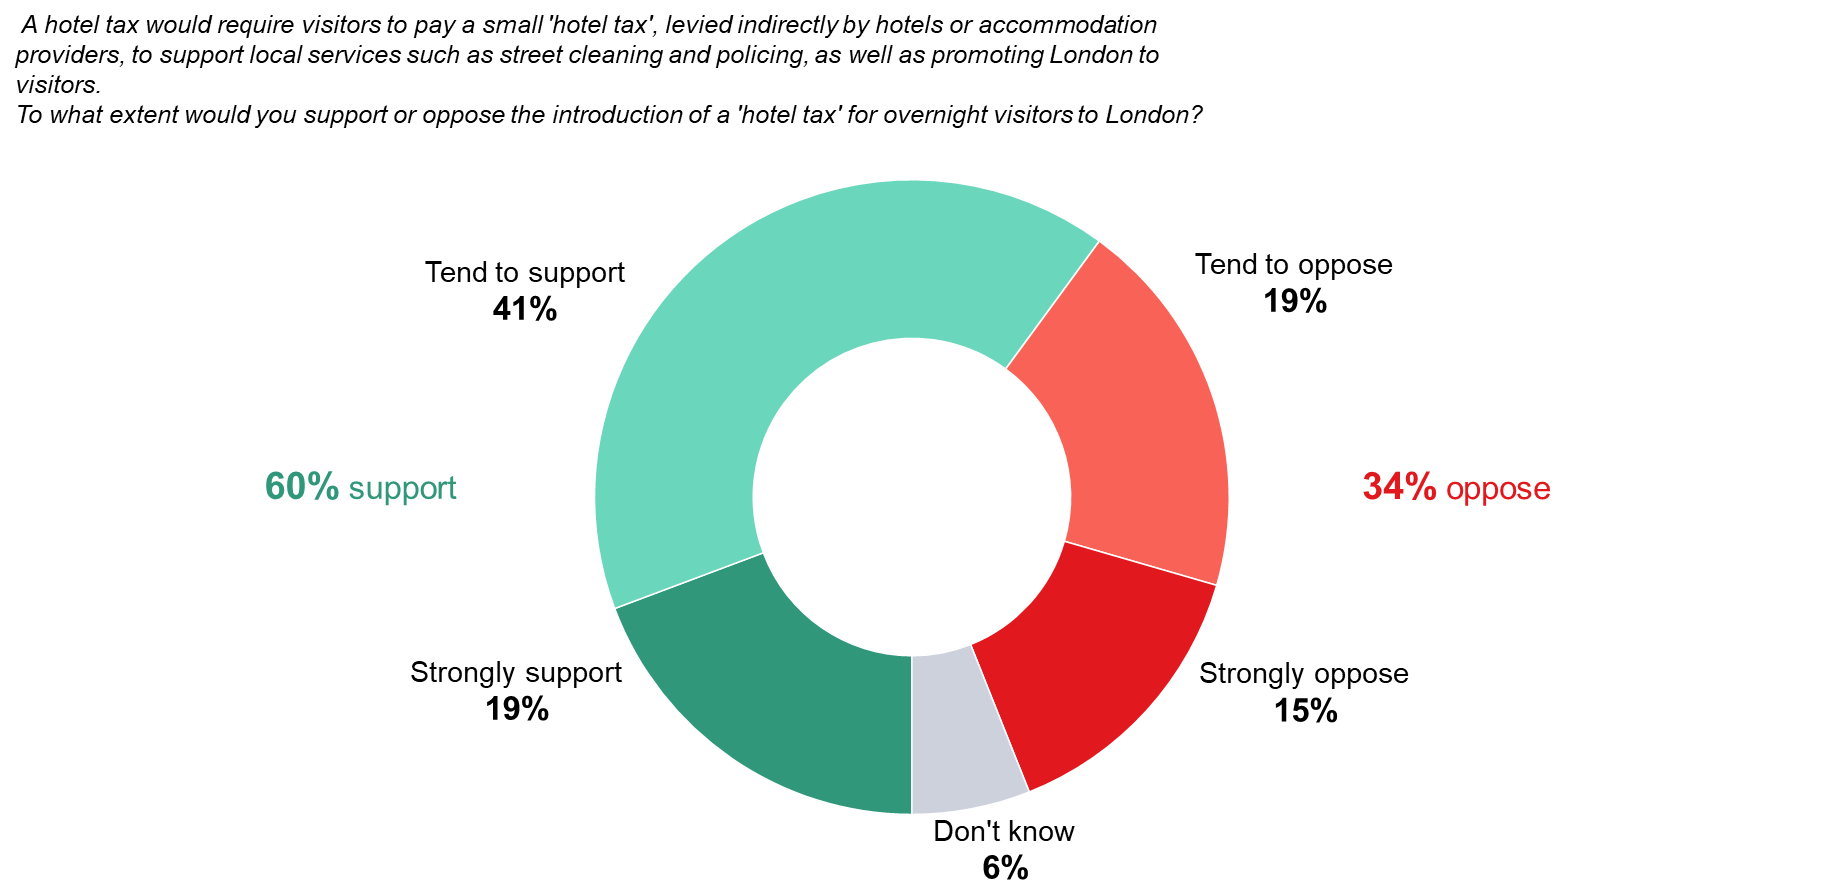 A hotel tax would require visitors to pay a small 'hotel tax', levied indirectly by hotels or accommodation
providers, to support local services such as street cleaning and policing, as well as promoting London to
visitors.
To what extent would you support or oppose the introduction of a 'hotel tax' for overnight visitors to London?
Tend to support
41%
Tend to oppose
19%
60% support
34% oppose
Strongly support
19%
Strongly oppose
15%
Don't know
6%